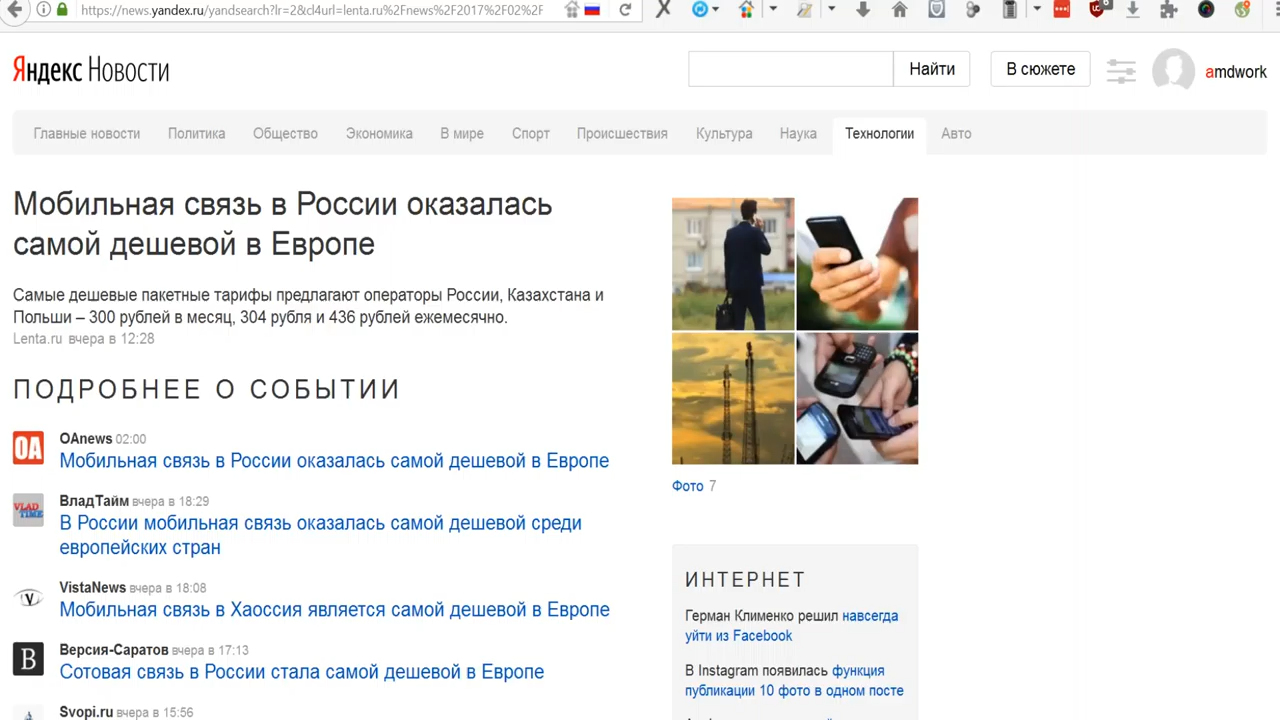 https://news.yandex.ru/yandsearch?lr=2&cl4url=lenta.ru%2Fnews%2F2017%2F02%2F
Яндекс Новости
Найти
В сюжете
amdwork
Главные новости Политика Общество Экономика В мире Спорт Происшествия Культура Наука Технологии Авто
Мобильная связь в России оказалась
самой дешевой в Европе
Самые дешевые пакетные тарифы предлагают операторы России, Казахстана и
Польши – 300 рублей в месяц, 304 рубля и 436 рублей ежемесячно.
Lenta.ru вчера в 12:28
ПОДРОБНЕЕ О СОБЫТИИ
OA
OAnews 02:00
Мобильная связь в России оказалась самой дешевой в Европе
VLAD TIME
ВладТайм вчера в 18:29
В России мобильная связь оказалась самой дешевой среди
европейских стран
V
VistaNews вчера в 18:08
Мобильная связь в Хаоссия является самой дешевой в Европе
В
Версия-Саратов вчера в 17:13
Сотовая связь в России стала самой дешевой в Европе
Svopi.ru вчера в 15:56
Фото 7
ИНТЕРНЕТ
Герман Клименко решил навсегда
уйти из Facebook
В Instagram появилась функция
публикации 10 фото в одном посте